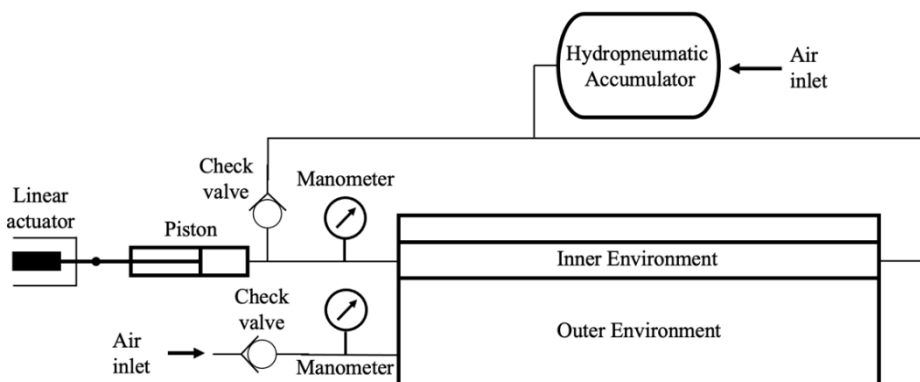 Hydropneumatic
Accumulator
Air
inlet
Check
valve
Manometer
Linear
actuator
Piston
Inner Environment
Check
valve
Outer Environment
Air
inlet
Manometer